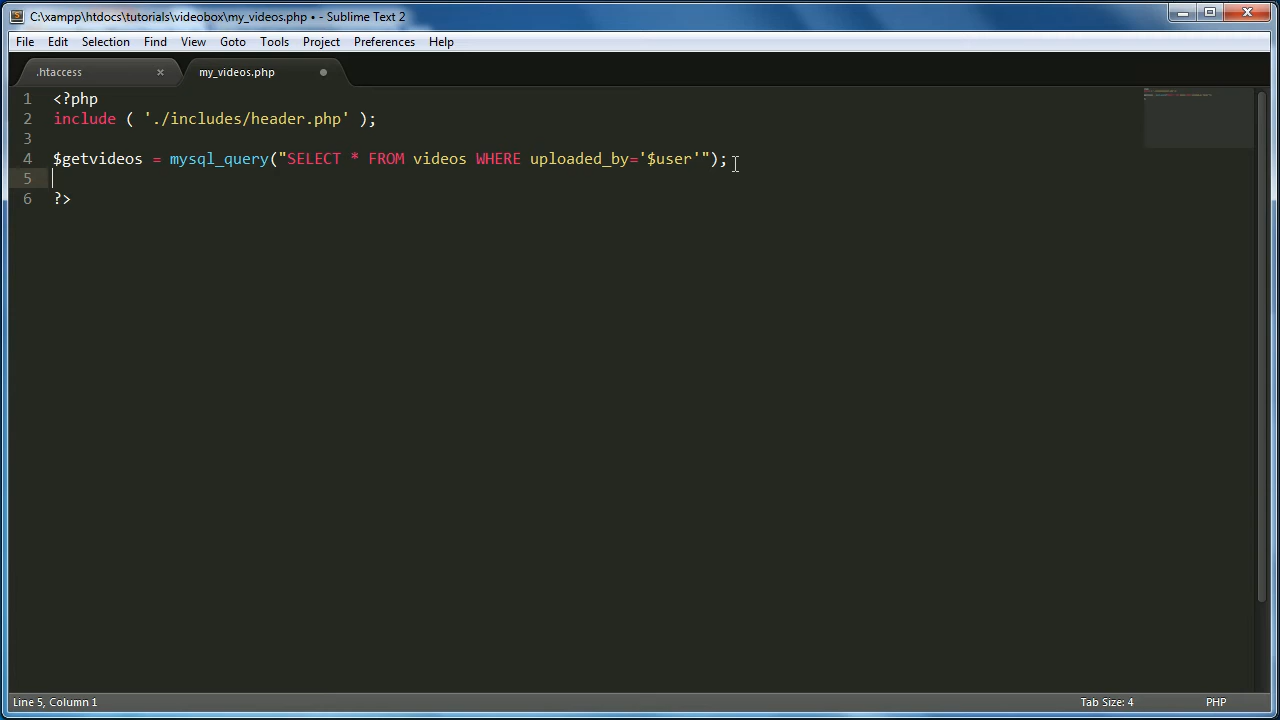 C:\xampp\htdocs\tutorials\videobox\my_videos.php • - Sublime Text 2
File Edit Selection Find View Goto Tools Project Preferences Help
.htaccess × my_videos.php
1 <?php
2 include ( './includes/header.php' );
3
4 $getvideos = mysql_query("SELECT * FROM videos WHERE uploaded_by='$user'");
5
6 ?>
Line 5, Column 1 Tab Size: 4 PHP